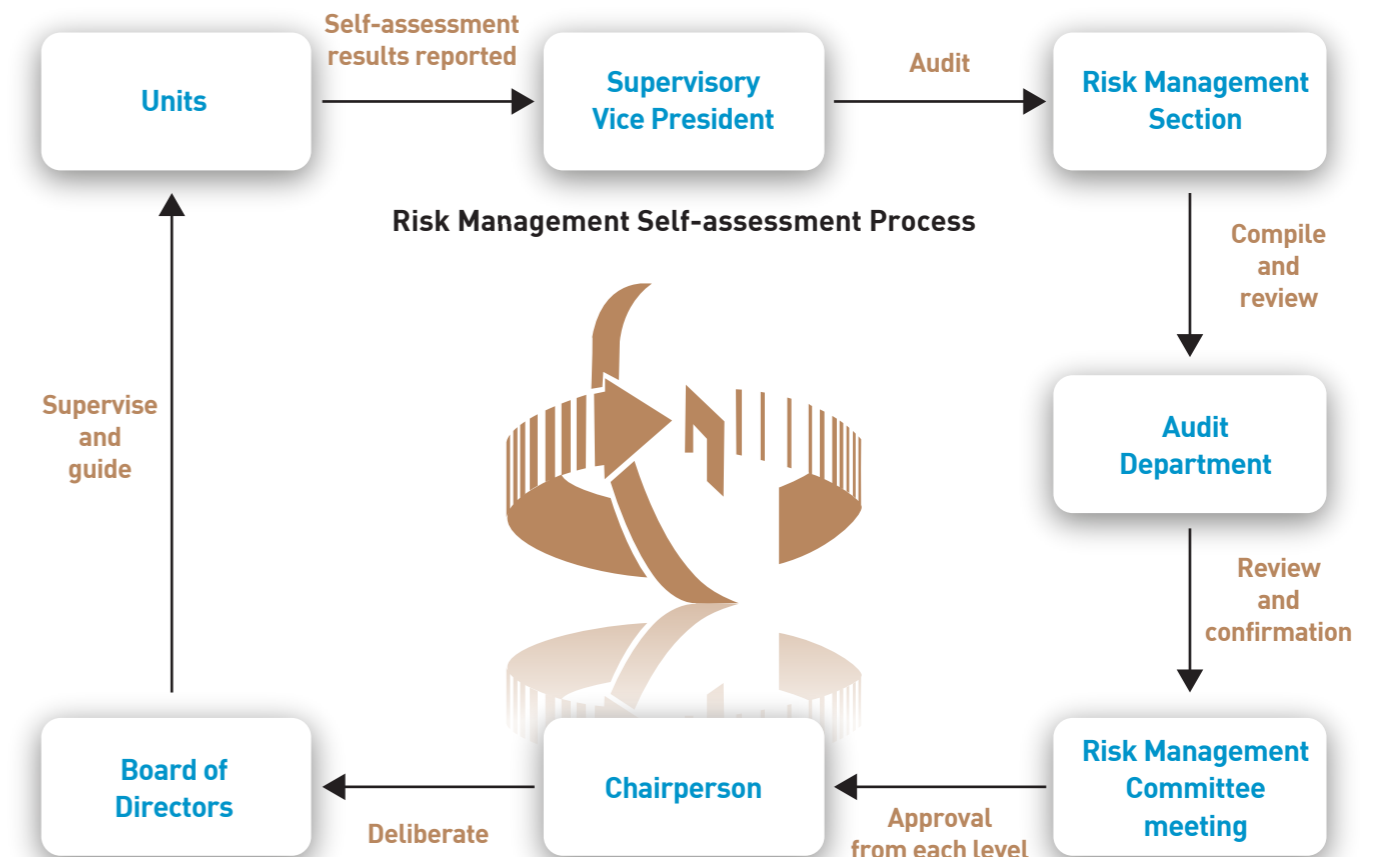 Self-assessment
results reported
Units
Supervisory
Vice President
Audit
Risk Management
Section
Risk Management Self-assessment Process
Compile
and
review
Supervise
and
guide
Audit
Department
Review
and
confirmation
Board of
Directors
Deliberate
Chairperson
Approval
from each level
Risk Management
Committee
meeting